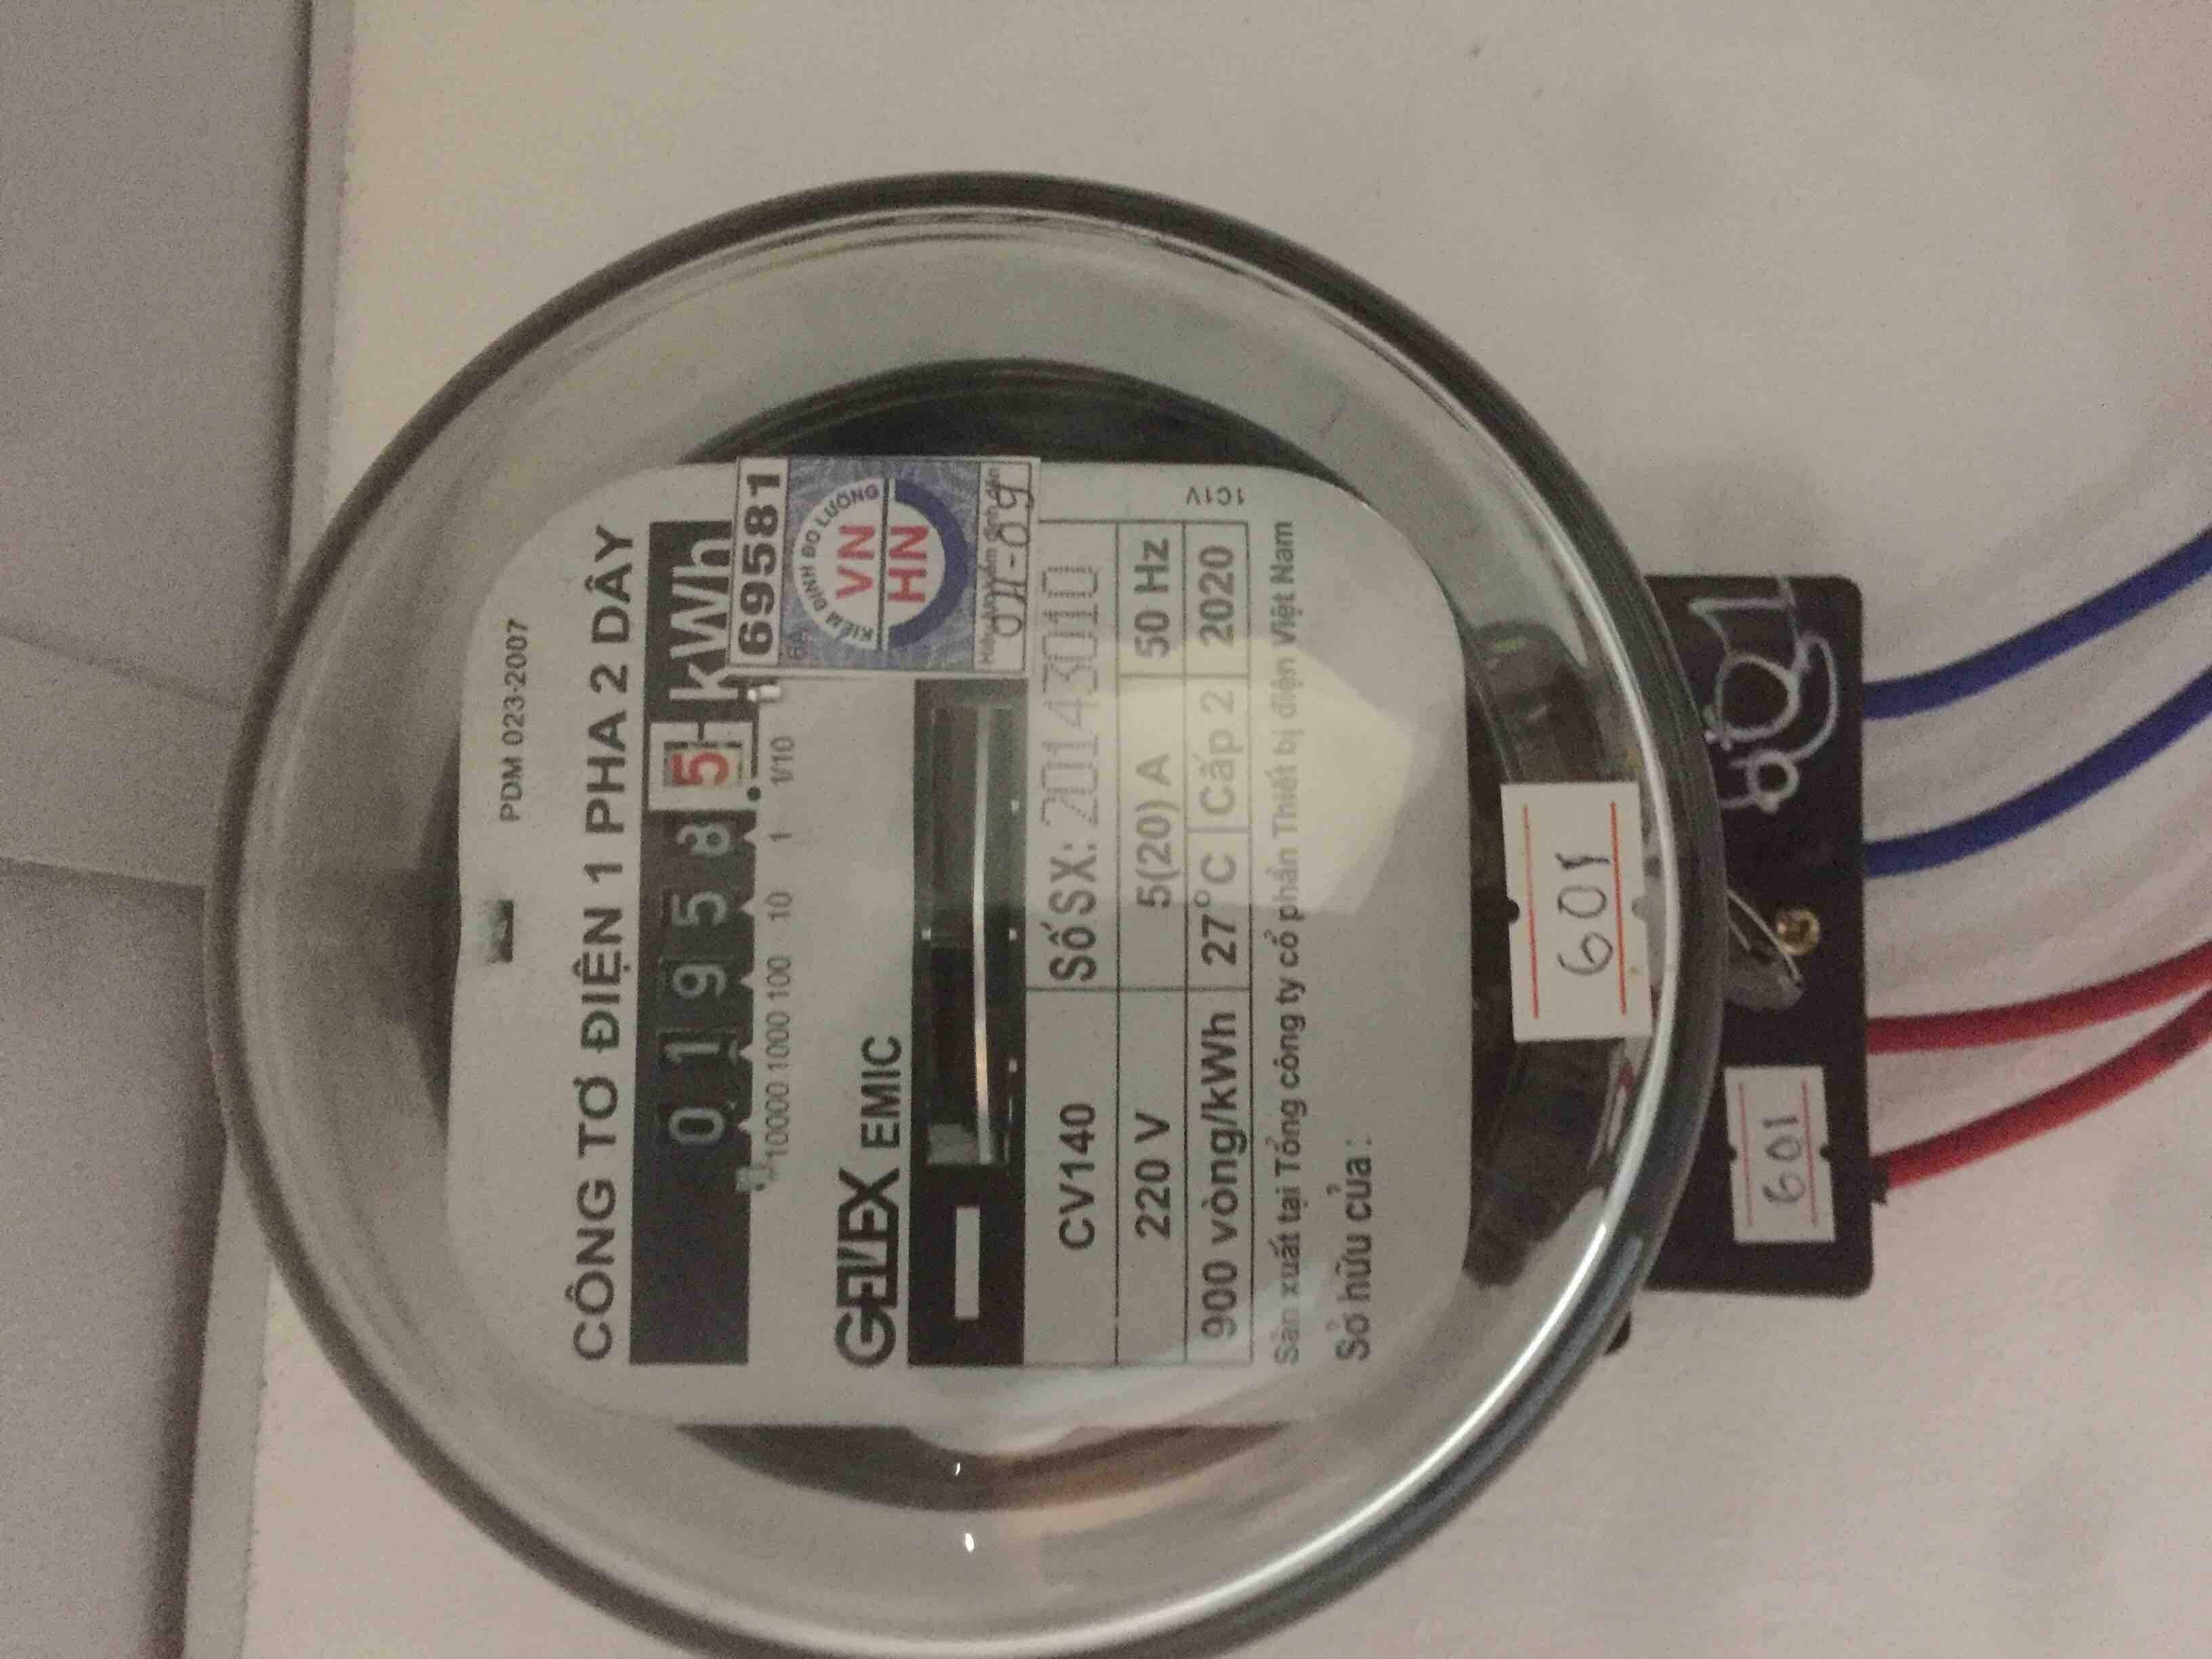 PDM 023-2007
CÔNG TƠ ĐIỆN 1 PHA 2 DÂY
0 1 9 5 8 5 kWh
10000 1000 100 10 1 1/10
69581
KIỂM ĐỊNH ĐO LƯỜNG
VN
HN
GELEX EMIC
CV140 Số SX: 20143010
220 V 5(20) A 50 Hz
900 vòng/kWh 27°C Cấp 2 2020
1C1V
Sản xuất tại Tổng công ty cổ phần Thiết bị điện Việt Nam
Sở hữu của:
601
601